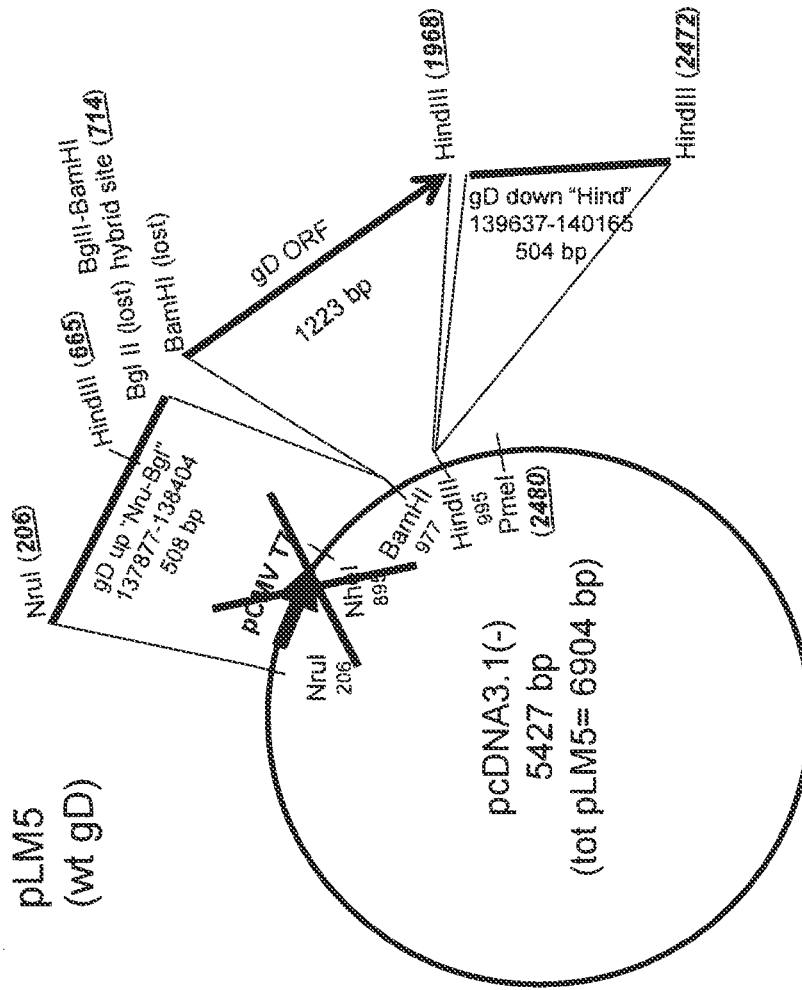 pLM5
(wt gD)
NruI (206)
gD up "Nru-Bgl"
137877-138404
508 bp
HindIII (665)
BglII-BamHI
Bgl II (lost) hybrid site (714)
BamHI (lost)
gD ORF
1223 bp
HindIII (1968)
gD down "Hind"
139637-140165
504 bp
HindIII (2472)
pCMV T7
NruI
206
NheI
895
BamHI
977
HindIII
995
PmeI
(2480)
pcDNA3.1(-)
5427 bp
(tot pLM5= 6904 bp)